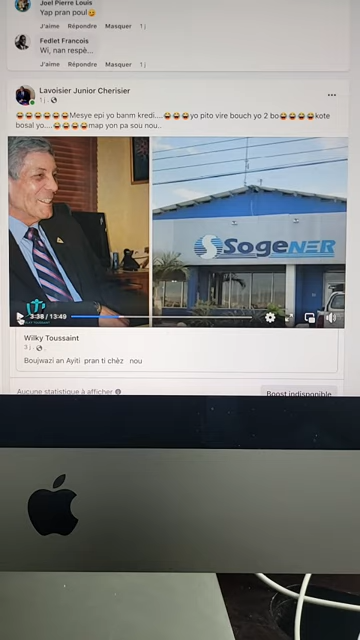 Joel Pierre Louis
Yap pran poul😏
J'aime Répondre Masquer 1 j
Fedlet Francois
Wi, nan respè...
J'aime Répondre Masquer 1 j
Lavoisier Junior Cherisier
1 j
😂😂😂😂😂😂Mesye epi yo banm kredi....😂😂😂yo pito vire bouch yo 2 bo😂😂😂😂kote
bosal yo....😂😂😂😂map yon pa sou nou..
SogeNER
3:38 / 13:49
Wilky Toussaint
3 j
Boujwazi an Ayiti pran ti chèz nou
Aucune statistique à afficher
Boost indisponible